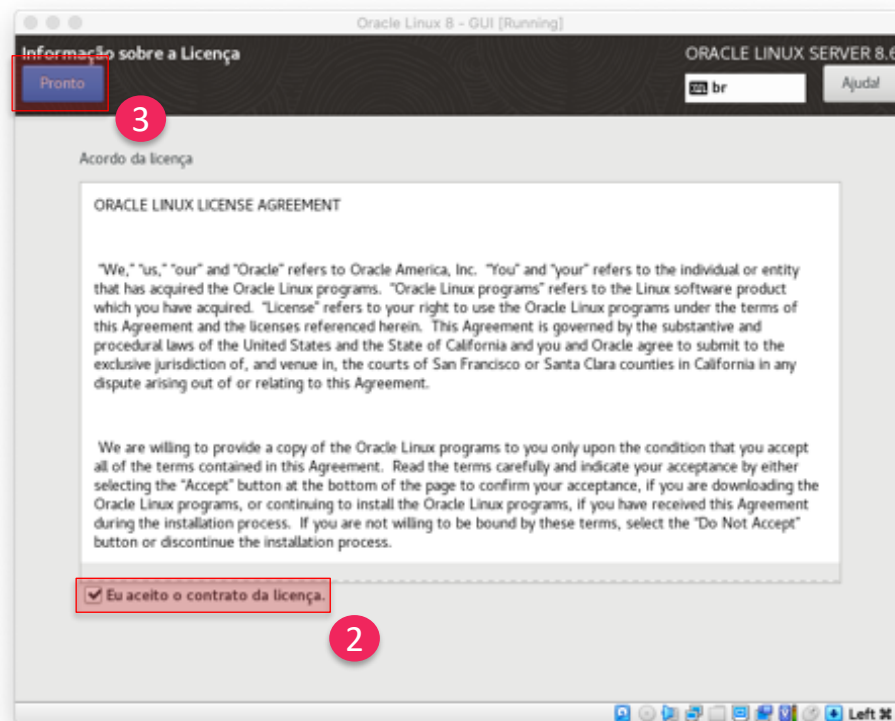 Oracle Linux 8 - GUI [Running]
Informação sobre a Licença
ORACLE LINUX SERVER 8.6
Pronto
br
Ajuda!
3
Acordo da licença
ORACLE LINUX LICENSE AGREEMENT
"We," "us," "our" and "Oracle" refers to Oracle America, Inc.  "You" and "your" refers to the individual or entity
that has acquired the Oracle Linux programs.  "Oracle Linux programs" refers to the Linux software product
which you have acquired.  "License" refers to your right to use the Oracle Linux programs under the terms of
this Agreement and the licenses referenced herein.  This Agreement is governed by the substantive and
procedural laws of the United States and the State of California and you and Oracle agree to submit to the
exclusive jurisdiction of, and venue in, the courts of San Francisco or Santa Clara counties in California in any
dispute arising out of or relating to this Agreement.
We are willing to provide a copy of the Oracle Linux programs to you only upon the condition that you accept
all of the terms contained in this Agreement.  Read the terms carefully and indicate your acceptance by either
selecting the "Accept" button at the bottom of the page to confirm your acceptance, if you are downloading the
Oracle Linux programs, or continuing to install the Oracle Linux programs, if you have received this Agreement
during the installation process.  If you are not willing to be bound by these terms, select the "Do Not Accept"
button or discontinue the installation process.
Eu aceito o contrato da licença.
2
Left ⌘